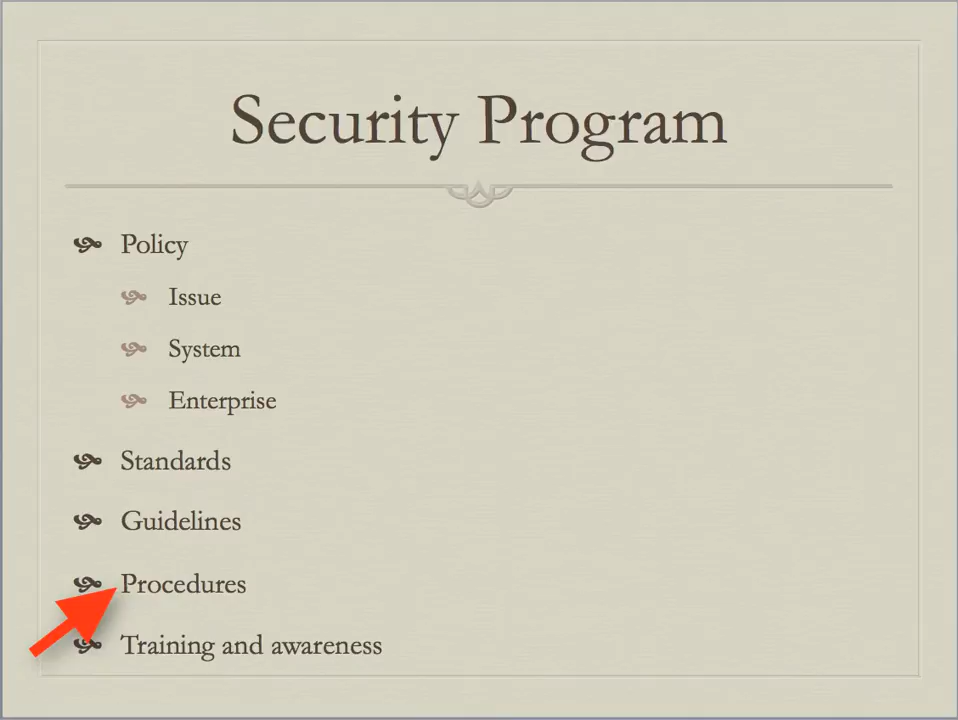 Security Program
Policy
Issue
System
Enterprise
Standards
Guidelines
Procedures
Training and awareness